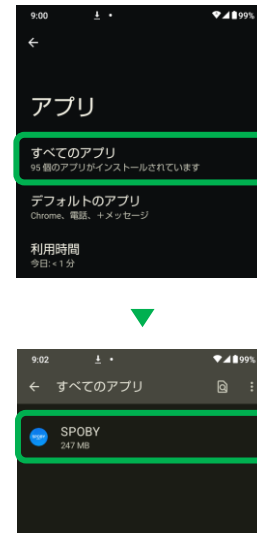 9:00
99%
アプリ
すべてのアプリ
95 個のアプリがインストールされています
デフォルトのアプリ
Chrome、電話、＋メッセージ
利用時間
今日: < 1 分
9:02
99%
すべてのアプリ
SPOBY
247 MB